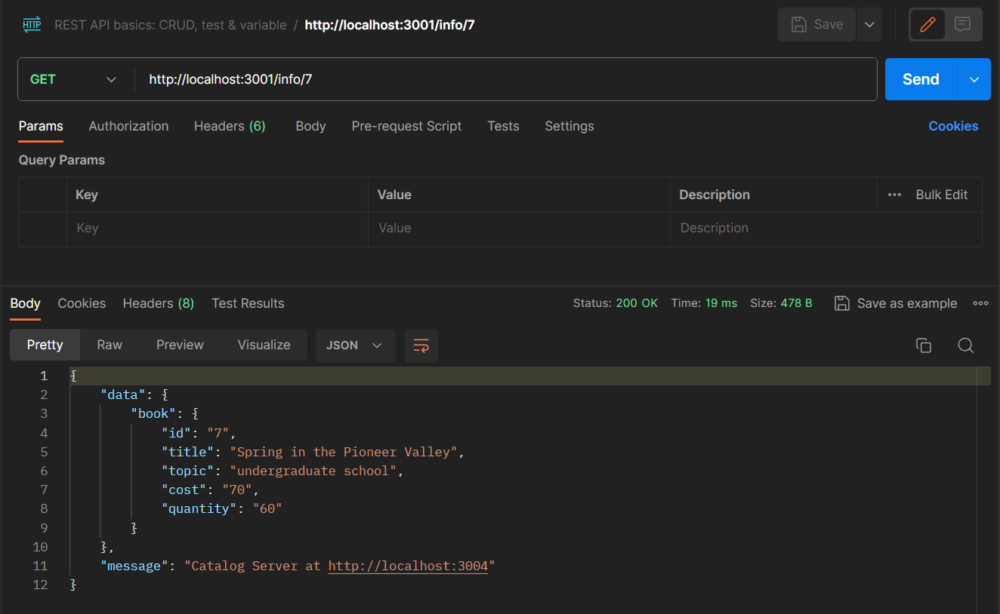 HTTP REST API basics: CRUD, test & variable / http://localhost:3001/info/7 Save
GET http://localhost:3001/info/7 Send
Params Authorization Headers (6) Body Pre-request Script Tests Settings Cookies
Query Params
Key Value Description Bulk Edit
Key Value Description
Body Cookies Headers (8) Test Results Status: 200 OK Time: 19 ms Size: 478 B Save as example
Pretty Raw Preview Visualize JSON
1 {
2 "data": {
3 "book": {
4 "id": "7",
5 "title": "Spring in the Pioneer Valley",
6 "topic": "undergraduate school",
7 "cost": "70",
8 "quantity": "60"
9 }
10 },
11 "message": "Catalog Server at http://localhost:3004"
12 }